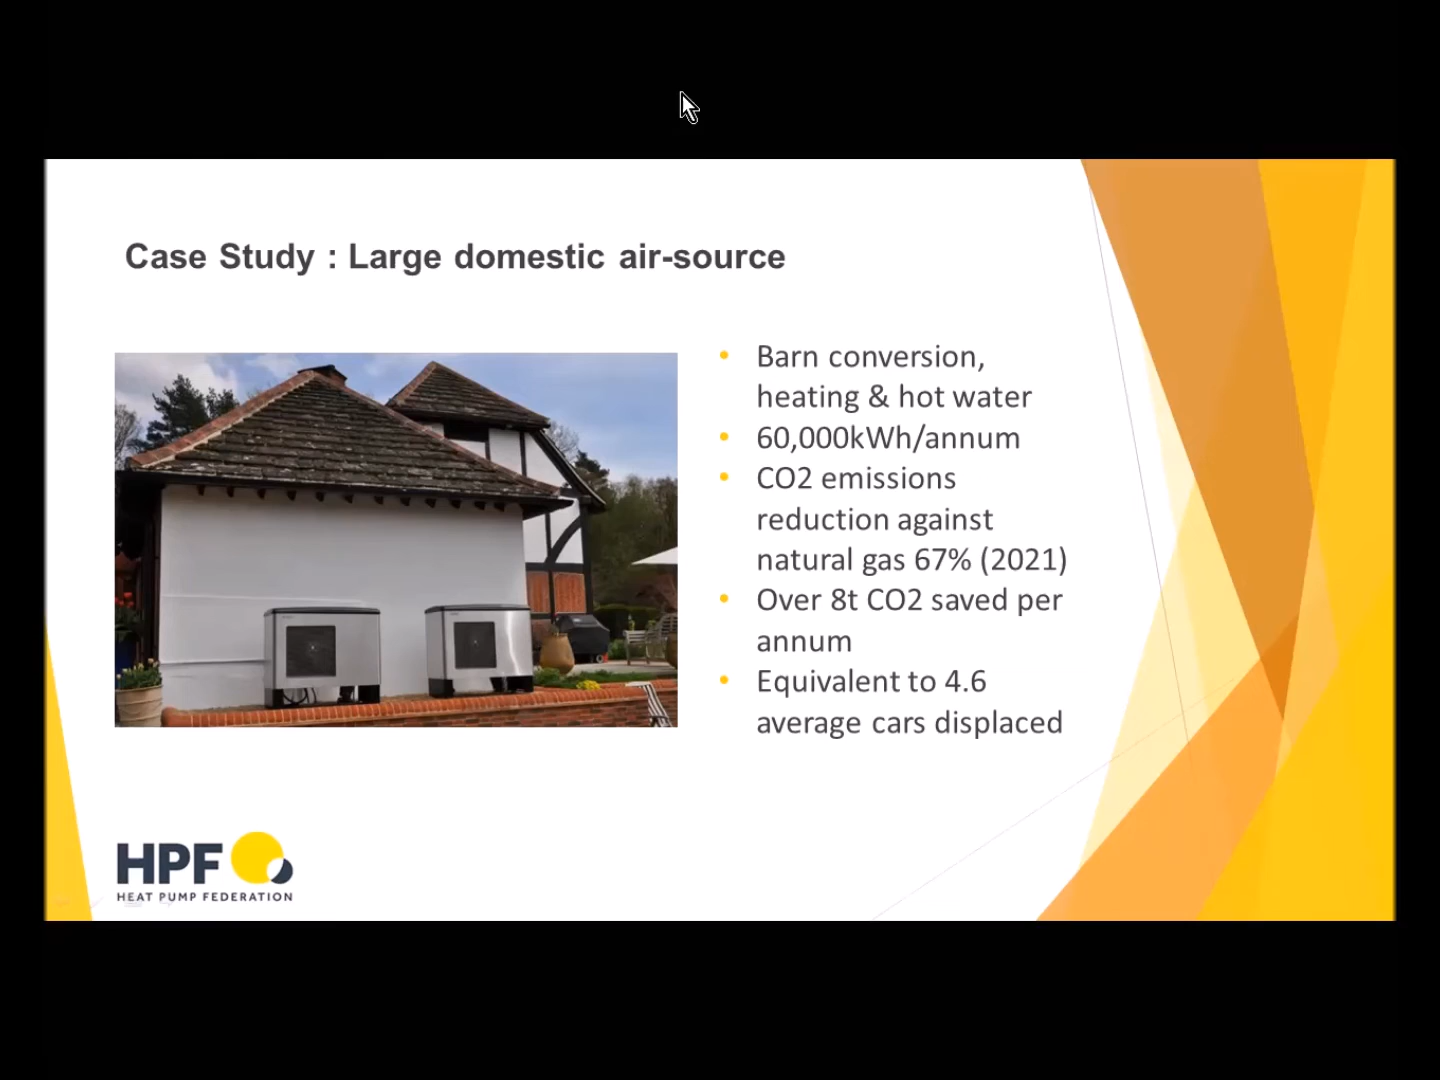 Case Study : Large domestic air-source
• Barn conversion,
heating & hot water
• 60,000kWh/annum
• CO2 emissions
reduction against
natural gas 67% (2021)
• Over 8t CO2 saved per
annum
• Equivalent to 4.6
average cars displaced
HPF
HEAT PUMP FEDERATION